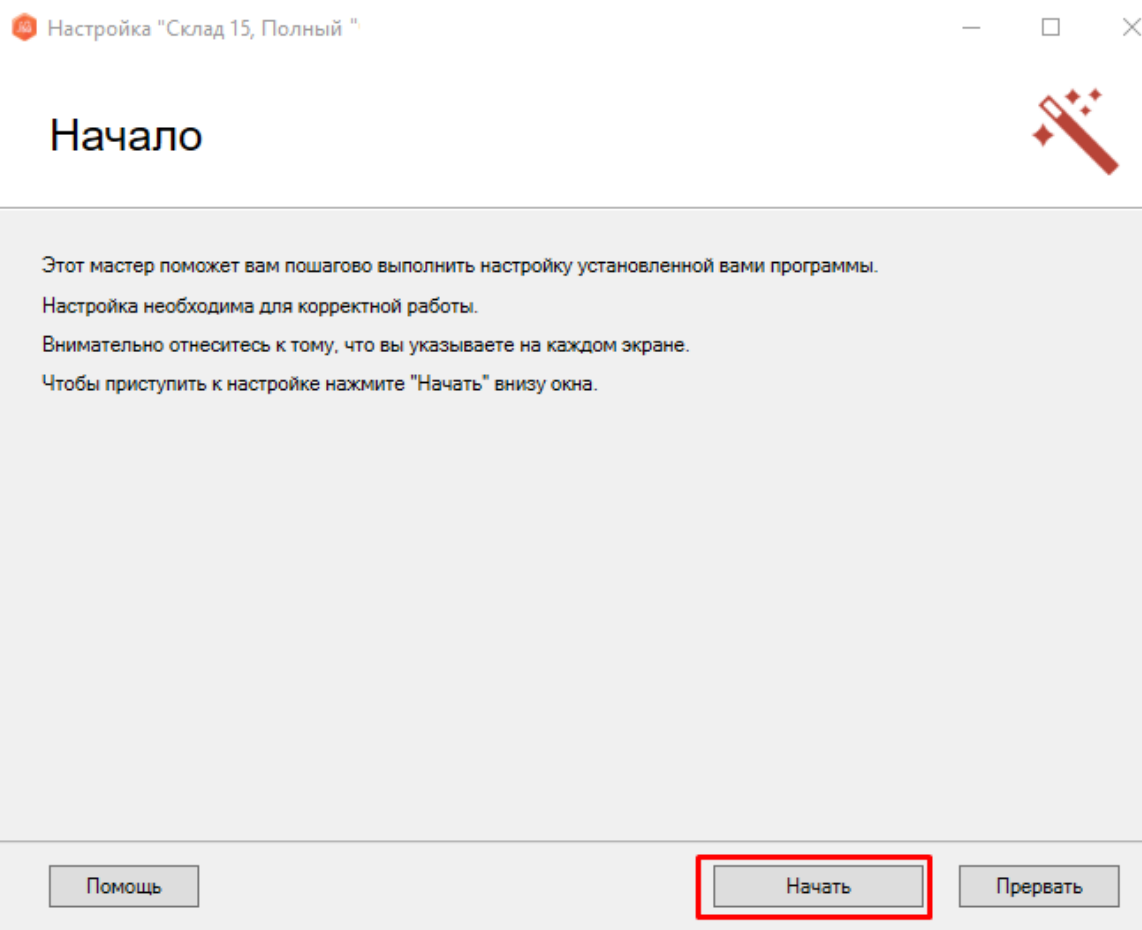 Настройка "Склад 15, Полный "
Начало
Этот мастер поможет вам пошагово выполнить настройку установленной вами программы.
Настройка необходима для корректной работы.
Внимательно отнеситесь к тому, что вы указываете на каждом экране.
Чтобы приступить к настройке нажмите "Начать" внизу окна.
Помощь
Начать
Прервать